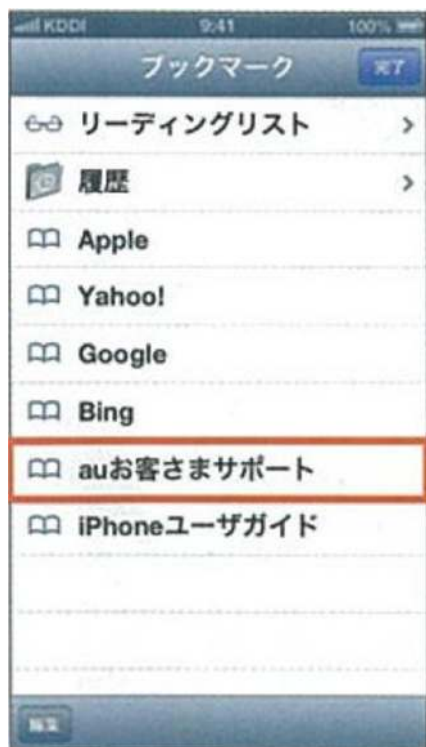 KDDI 9:41 100%
ブックマーク 完了
リーディングリスト
履歴
Apple
Yahoo!
Google
Bing
auお客さまサポート
iPhoneユーザガイド
編集